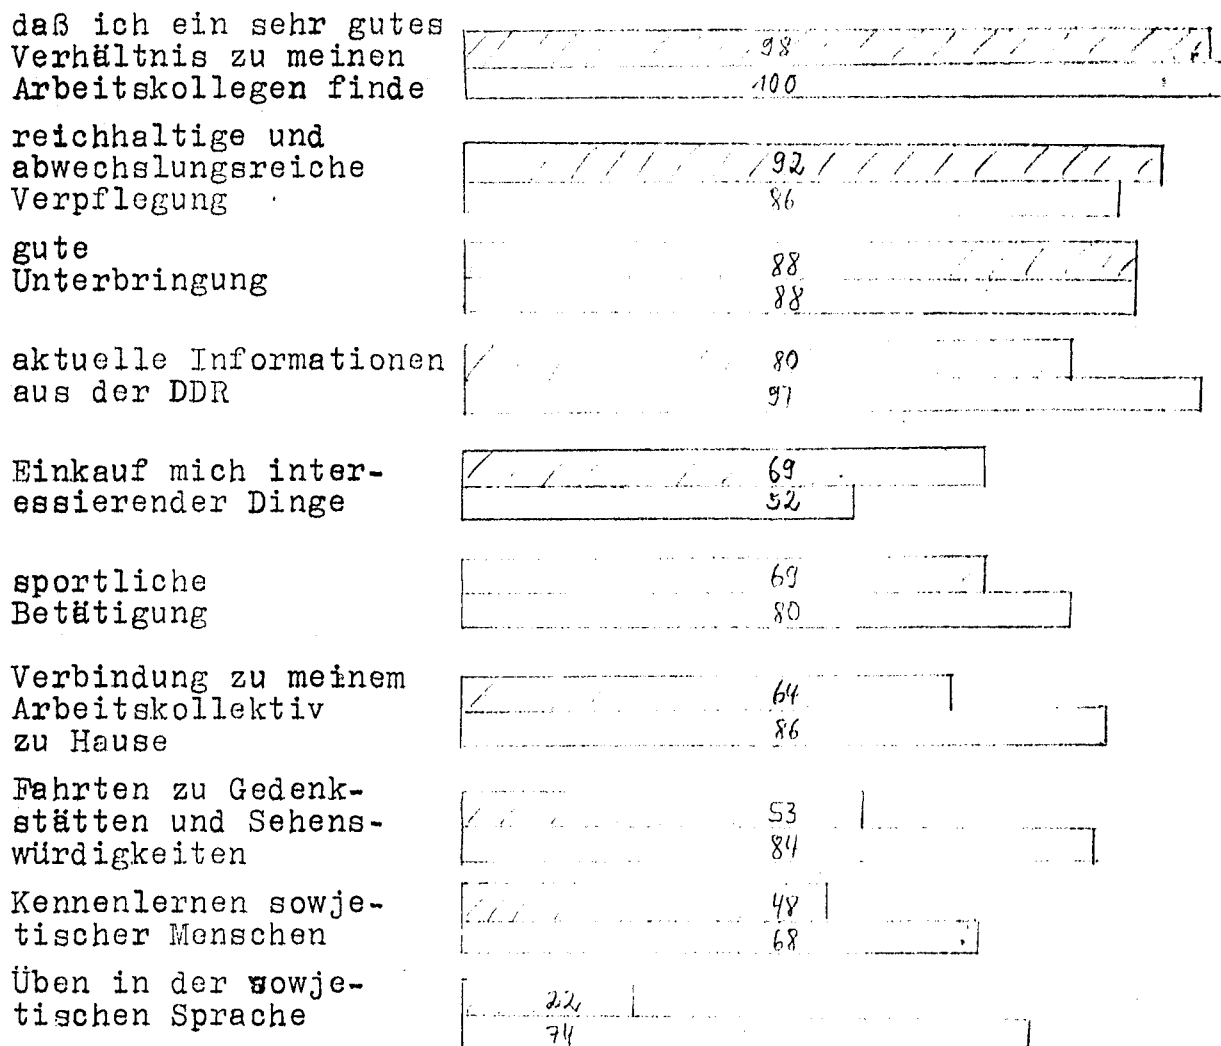 daß ich ein sehr gutes
Verhältnis zu meinen
Arbeitskollegen finde
98
100
reichhaltige und
abwechslungsreiche
Verpflegung
92
86
gute
Unterbringung
88
88
aktuelle Informationen
aus der DDR
80
97
Einkauf mich inter-
essierender Dinge
69
52
sportliche
Betätigung
69
80
Verbindung zu meinem
Arbeitskollektiv
zu Hause
64
86
Fahrten zu Gedenk-
stätten und Sehens-
würdigkeiten
53
84
Kennenlernen sowje-
tischer Menschen
48
68
Üben in der sowje-
tischen Sprache
22
74